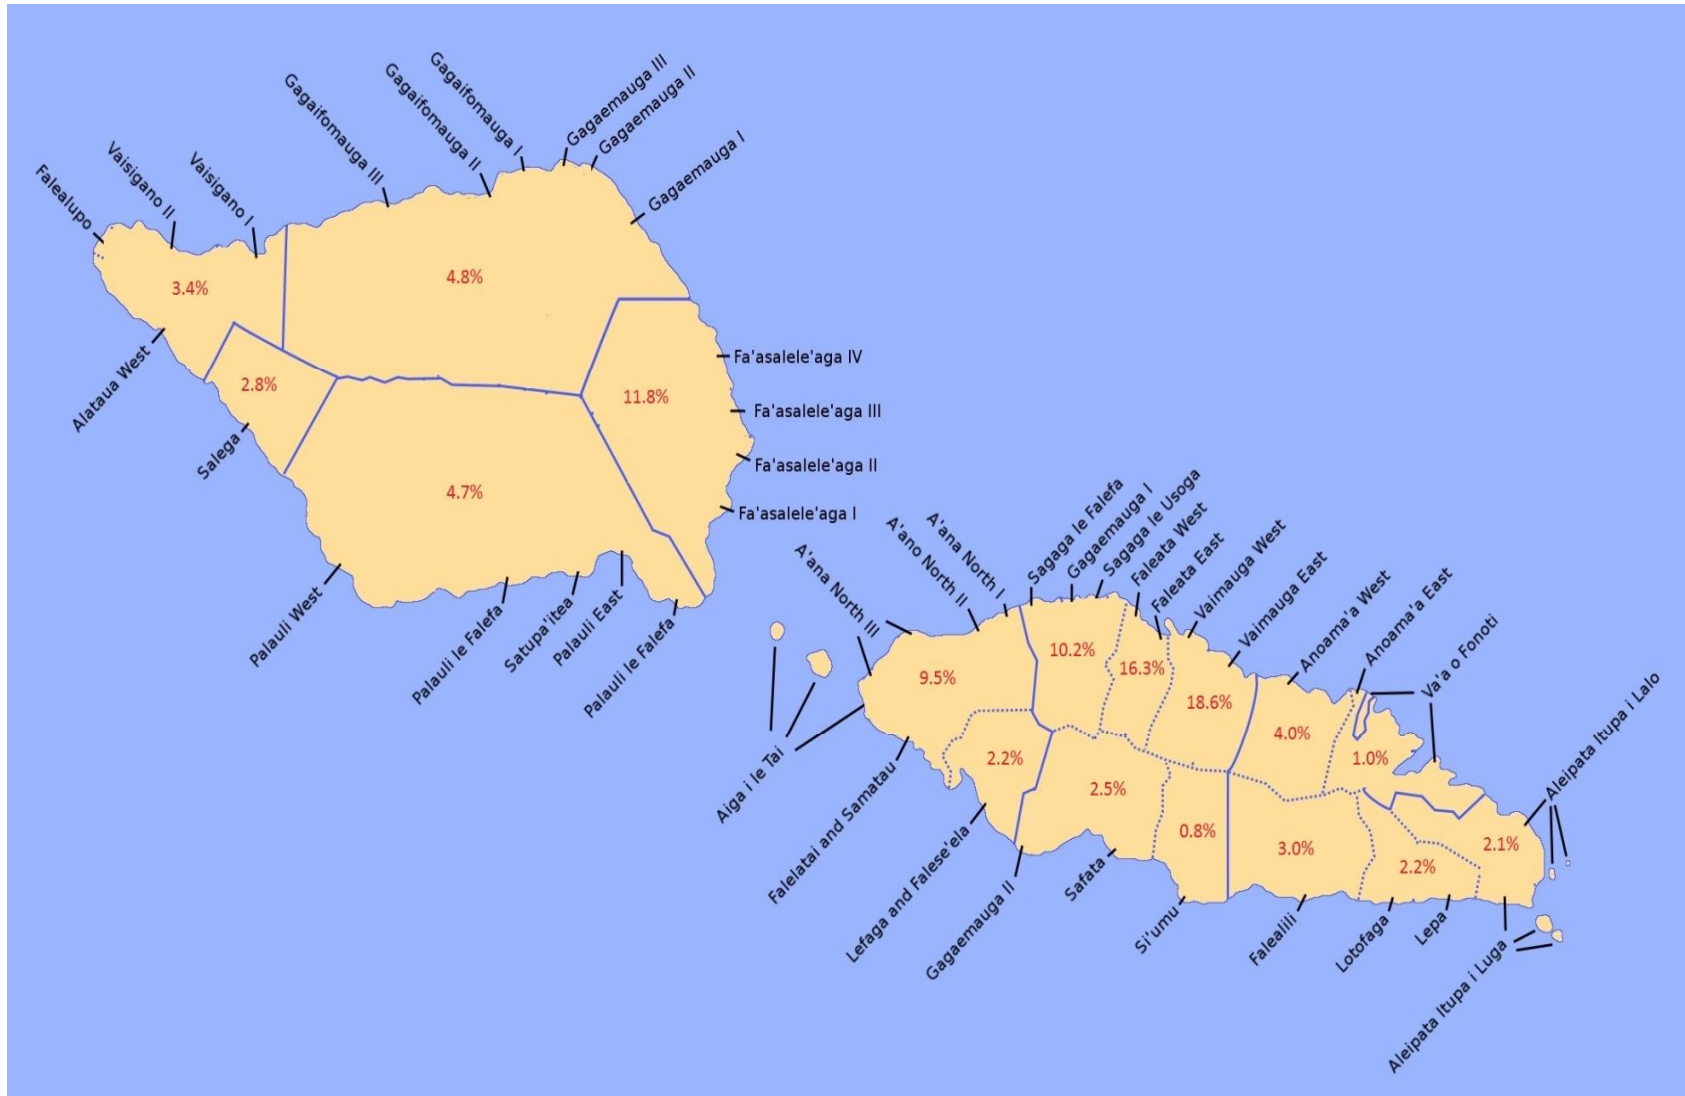 Falealupo
Vaisigano II
Vaisigano I
Gagaifomauga III
Gagaifomauga II
Gagaifomauga I
Gagaemauga III
Gagaemauga II
Gagaemauga I
3.4%
4.8%
Fa'asalele'aga IV
Alataua West
2.8%
11.8%
Fa'asalele'aga III
Salega
Fa'asalele'aga II
4.7%
Fa'asalele'aga I
Palauli West
Palauli le Falefa
Satupa'itea
Palauli East
Palauli le Falefa
A'ana North III
A'ano North II
A'ana North I
Sagaga le Falefa
Gagaemauga I
Sagaga le Usoga
Faleata West
Faleata East
Vaimauga West
Vaimauga East
Anoama'a West
Anoama'a East
Va'a o Fonoti
Aleipata Itupa i Lalo
9.5%
10.2%
16.3%
18.6%
4.0%
1.0%
2.2%
2.5%
0.8%
3.0%
2.2%
2.1%
Aiga i le Tai
Falelatai and Samatau
Lefaga and Falese'ela
Gagaemauga II
Safata
Si'umu
Falealili
Lotofaga
Lepa
Aleipata Itupa i Luga